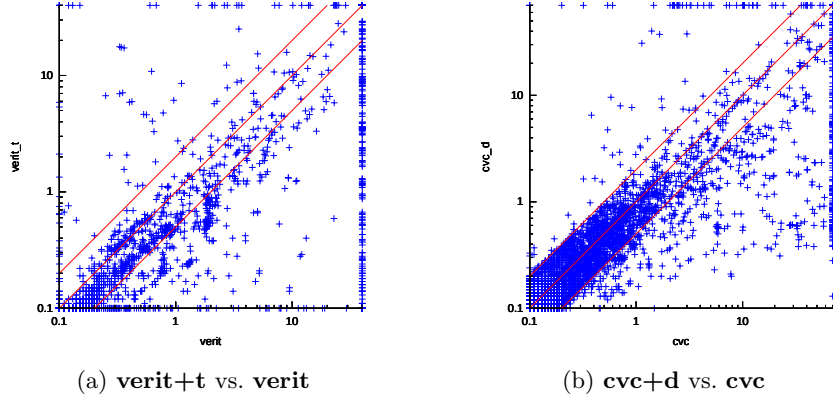 10
1
0.1
0.1
1
10
verit_t
verit
(a) verit+t vs. verit
10
1
0.1
0.1
1
10
cvc_d
cvc
(b) cvc+d vs. cvc